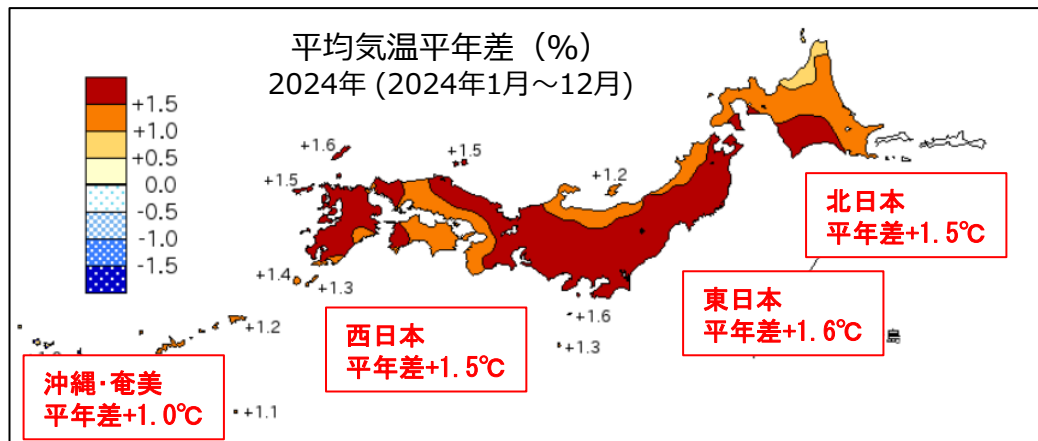 平均気温平年差（%）
2024年 (2024年1月～12月)
+1.5
+1.0
+0.5
0.0
-0.5
-1.0
-1.5
+1.6
+1.5
+1.5
+1.2
+1.4
+1.3
+1.2
+1.6
+1.3
+1.1
北日本
平年差+1.5℃
東日本
平年差+1.6℃
島
西日本
平年差+1.5℃
沖縄・奄美
平年差+1.0℃